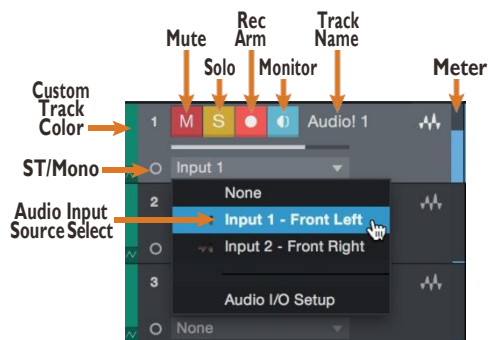 Rec
Mute Arm Track
Name
Solo Monitor Meter
Custom
Track
Color
1 M S Audio! 1
ST/Mono
Input 1
None
2
Audio Input
Source Select
Input 1 - Front Left
Input 2 - Front Right
3
Audio I/O Setup
None